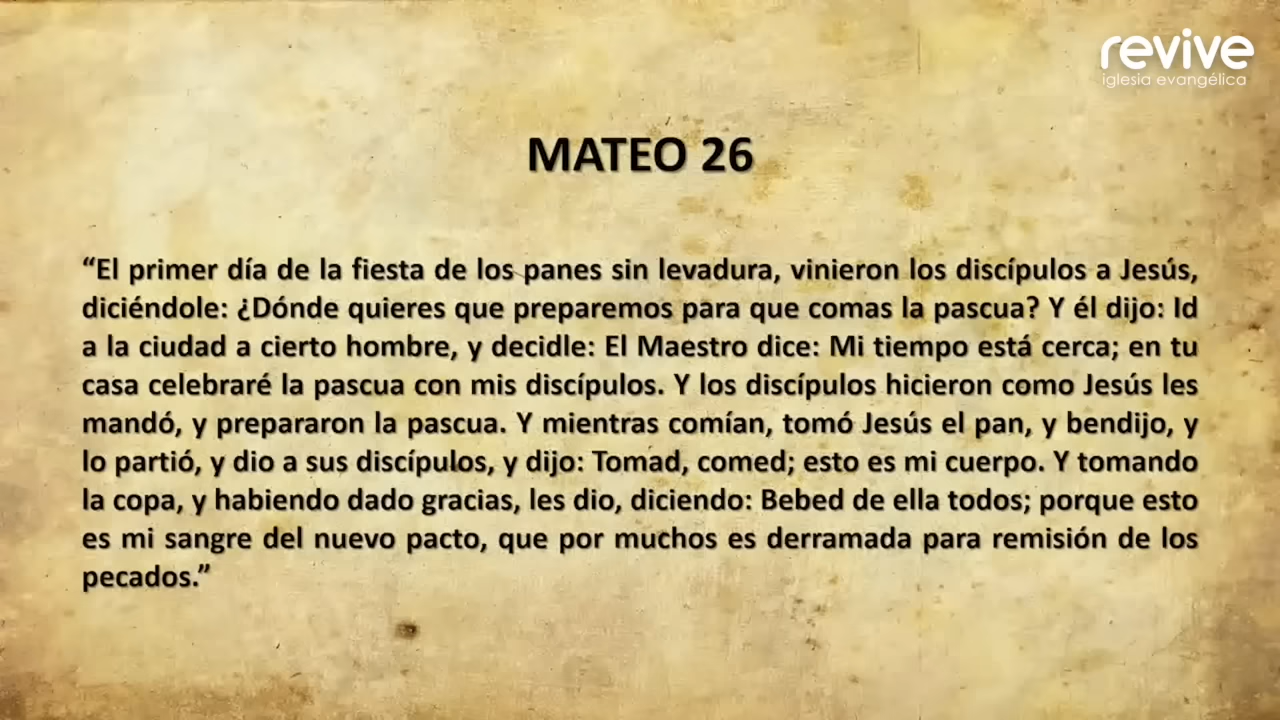 revive
iglesia evangélica
MATEO 26
“El primer día de la fiesta de los panes sin levadura, vinieron los discípulos a Jesús,
diciéndole: ¿Dónde quieres que preparemos para que comas la pascua? Y él dijo: Id
a la ciudad a cierto hombre, y decidle: El Maestro dice: Mi tiempo está cerca; en tu
casa celebraré la pascua con mis discípulos. Y los discípulos hicieron como Jesús les
mandó, y prepararon la pascua. Y mientras comían, tomó Jesús el pan, y bendijo, y
lo partió, y dio a sus discípulos, y dijo: Tomad, comed; esto es mi cuerpo. Y tomando
la copa, y habiendo dado gracias, les dio, diciendo: Bebed de ella todos; porque esto
es mi sangre del nuevo pacto, que por muchos es derramada para remisión de los
pecados.”